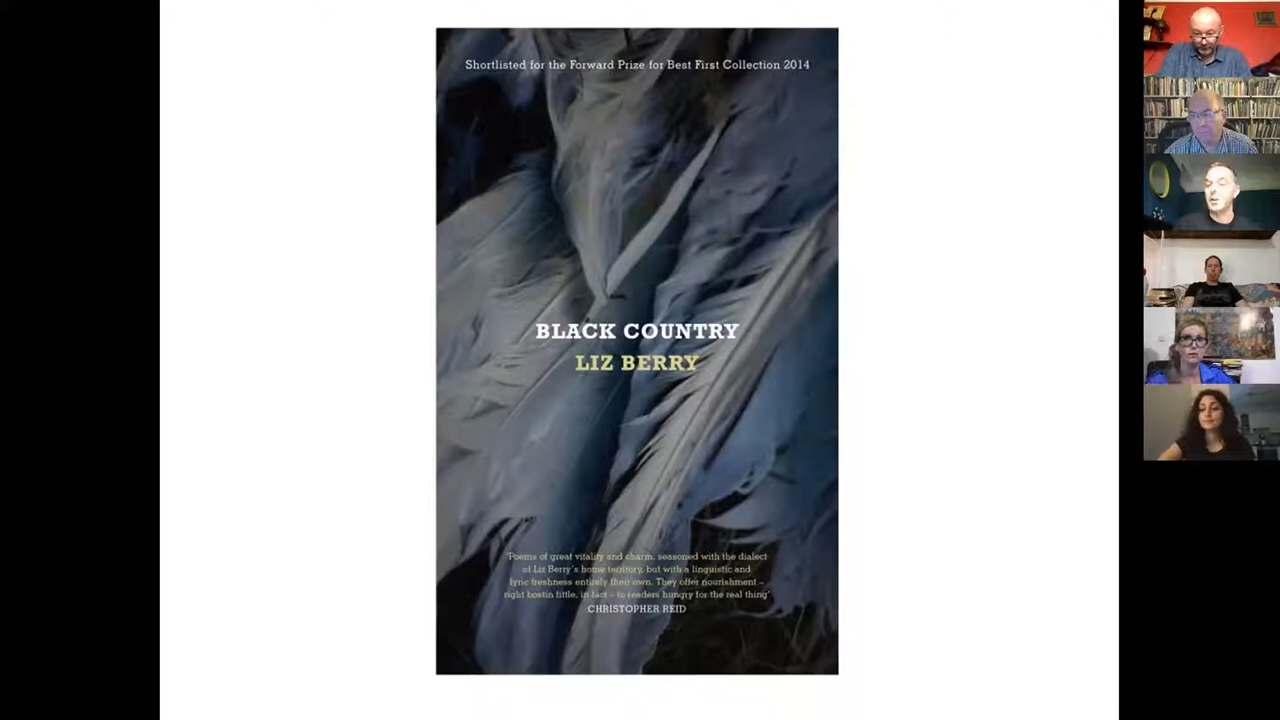 Shortlisted for the Forward Prize for Best First Collection 2014
BLACK COUNTRY
LIZ BERRY
'Poems of great vitality and charm, seasoned with the dialect
of Liz Berry's home territory, but with a linguistic and
lyric freshness entirely their own. They offer nourishment –
right bostin fittle, in fact – to readers hungry for the real thing'
CHRISTOPHER REID